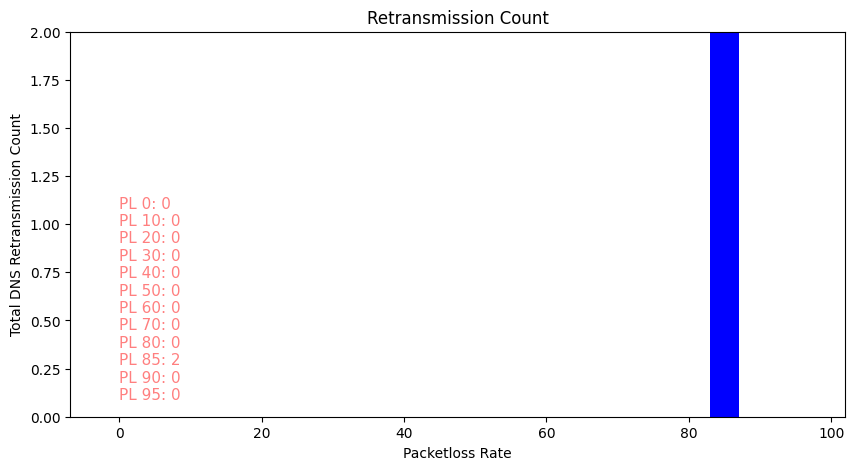 Retransmission Count
Total DNS Retransmission Count
2.00
1.75
1.50
1.25
1.00
0.75
0.50
0.25
0.00
PL 0: 0
PL 10: 0
PL 20: 0
PL 30: 0
PL 40: 0
PL 50: 0
PL 60: 0
PL 70: 0
PL 80: 0
PL 85: 2
PL 90: 0
PL 95: 0
0 20 40 60 80 100
Packetloss Rate